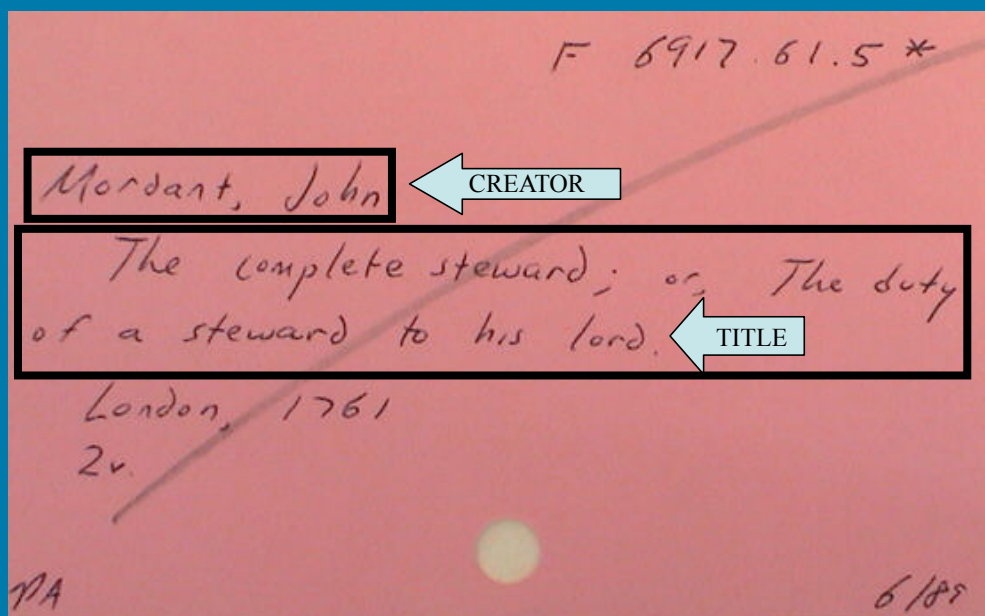 F 6917.61.5 *
Mordant, John
CREATOR
The complete steward; or, The duty
of a steward to his lord.
TITLE
London, 1761
2v.
PA
6/89